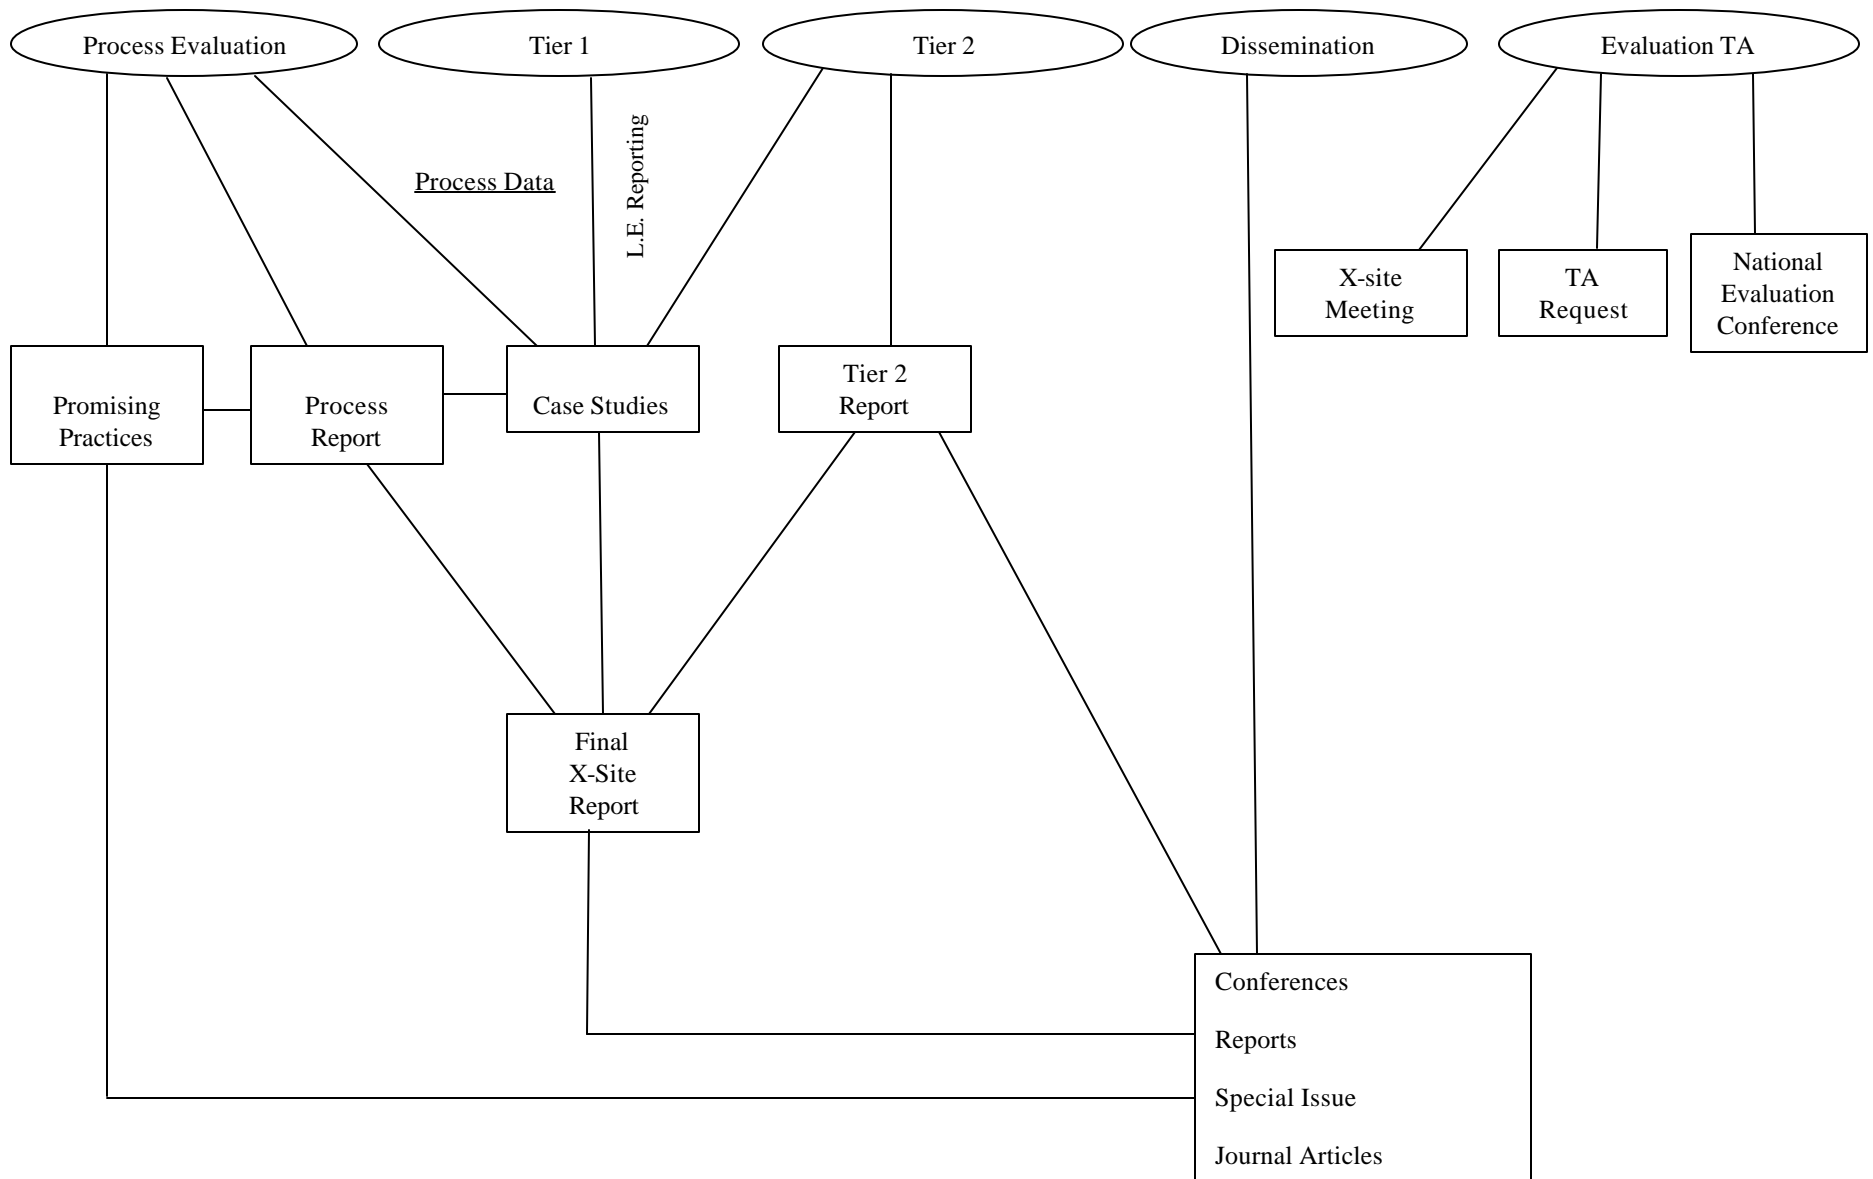 Process Evaluation
Tier 1
Tier 2
Dissemination
Evaluation TA
Process Data
L.E. Reporting
X-site
Meeting
TA
Request
National
Evaluation
Conference
Promising
Practices
Process
Report
Case Studies
Tier 2
Report
Final
X-Site
Report
Conferences
Reports
Special Issue
Journal Articles